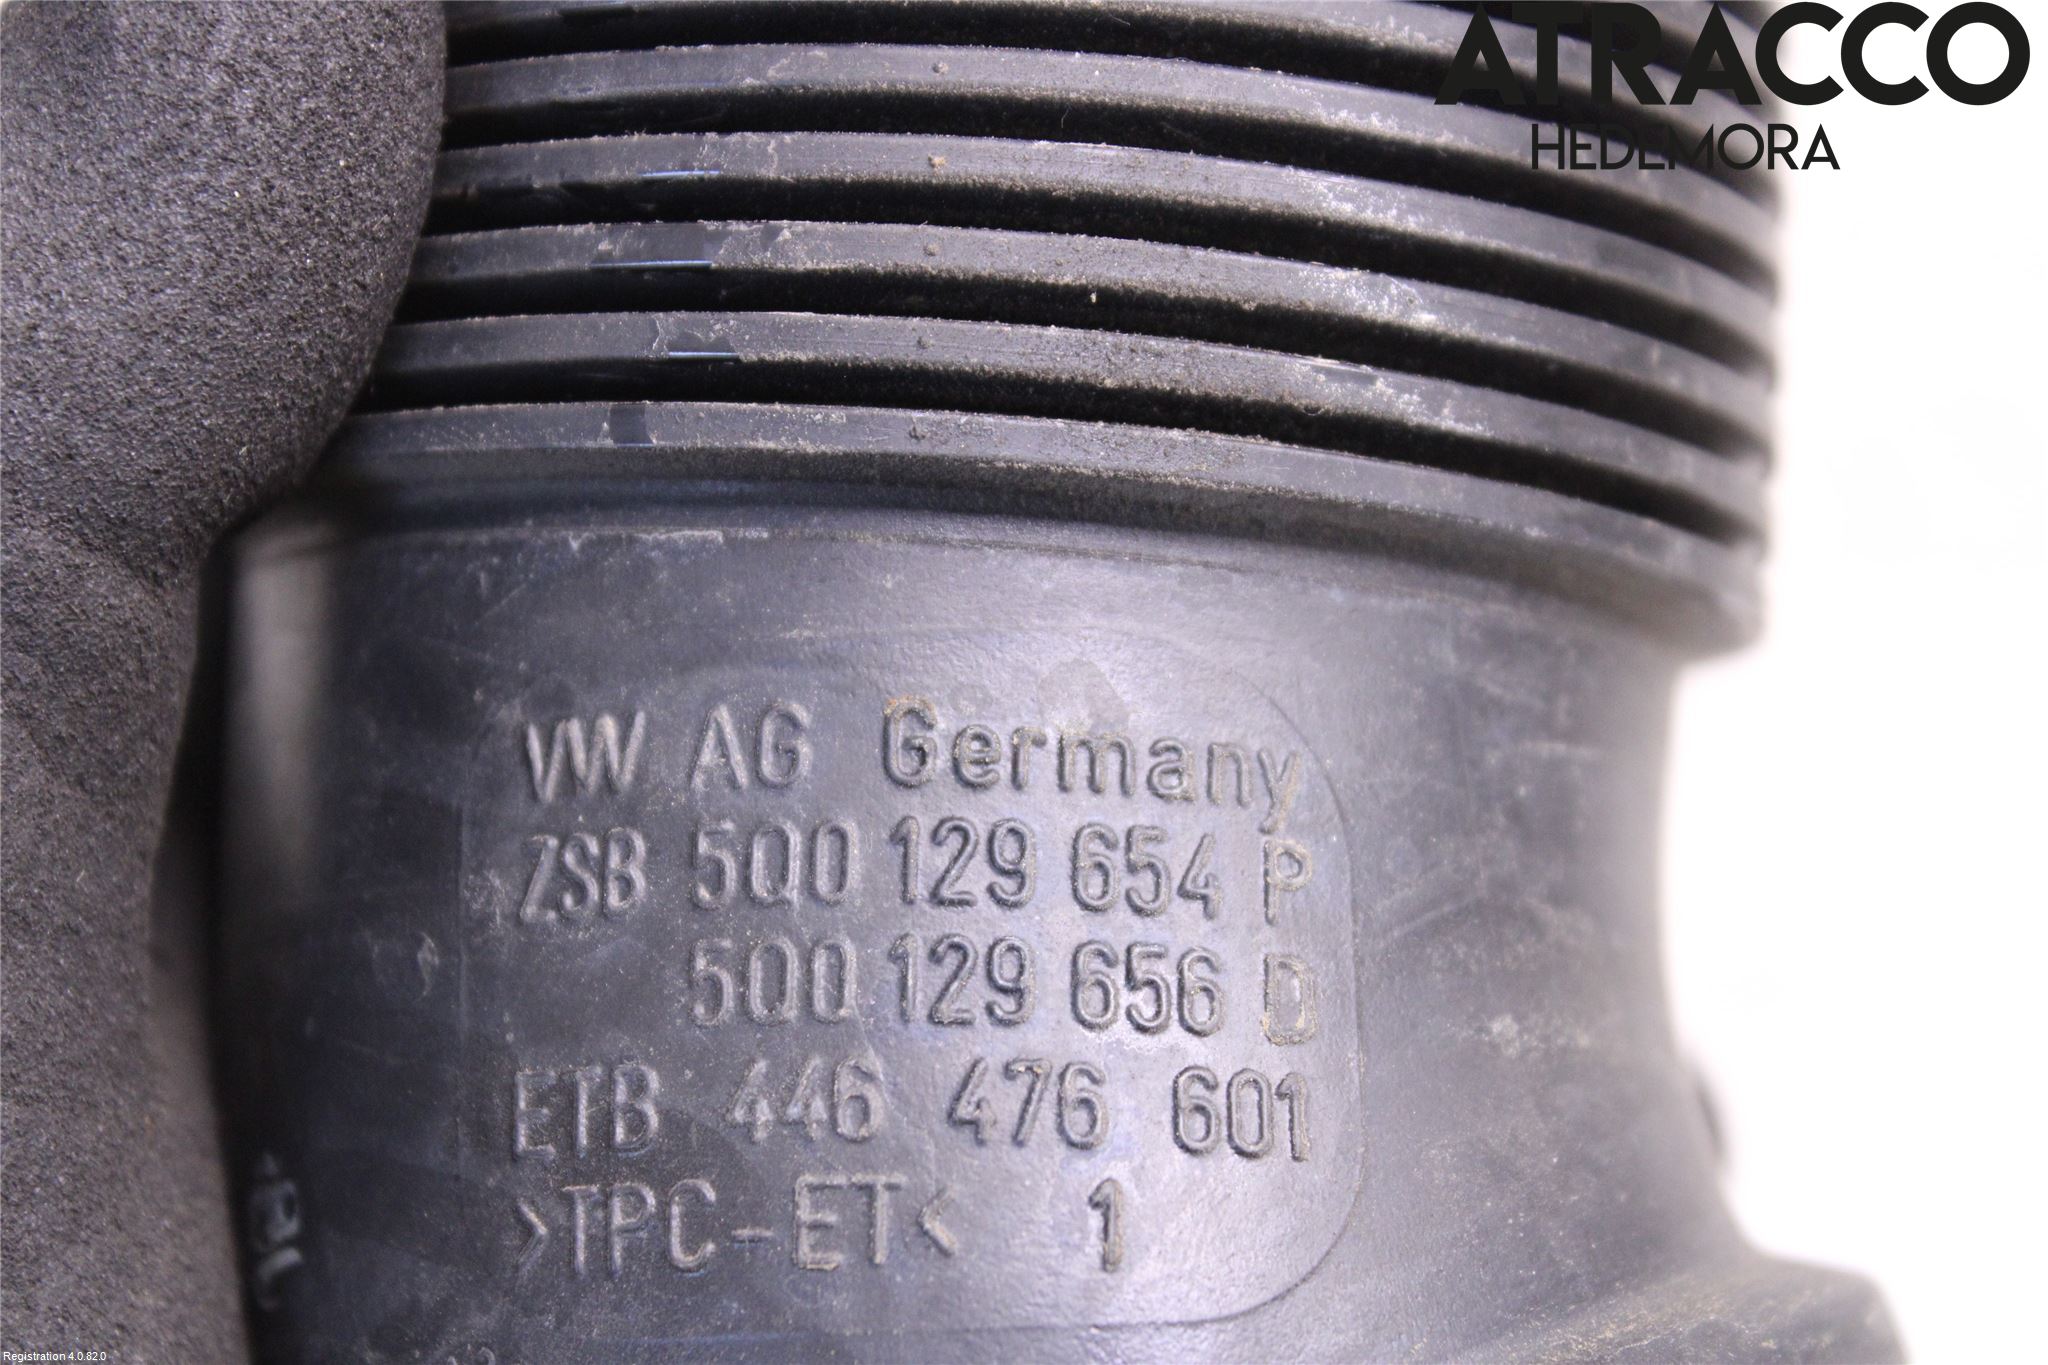 ATRACCO
HEDEMORA
VW AG Germany
ZSB 5Q0 129 654 P
5Q0 129 656 D
ETB 446 476 601
>TPC-ET< 1
Registration 4.0.82.0